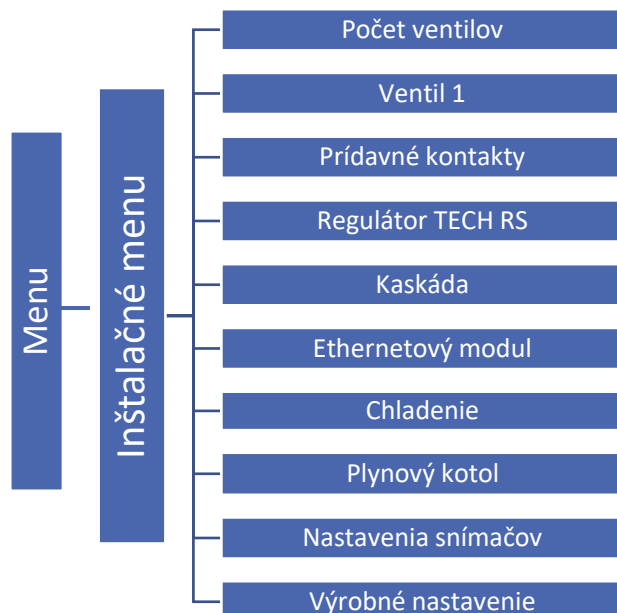 Menu
Inštalačné menu
Počet ventilov
Ventil 1
Prídavné kontakty
Regulátor TECH RS
Kaskáda
Ethernetový modul
Chladenie
Plynový kotol
Nastavenia snímačov
Výrobné nastavenie